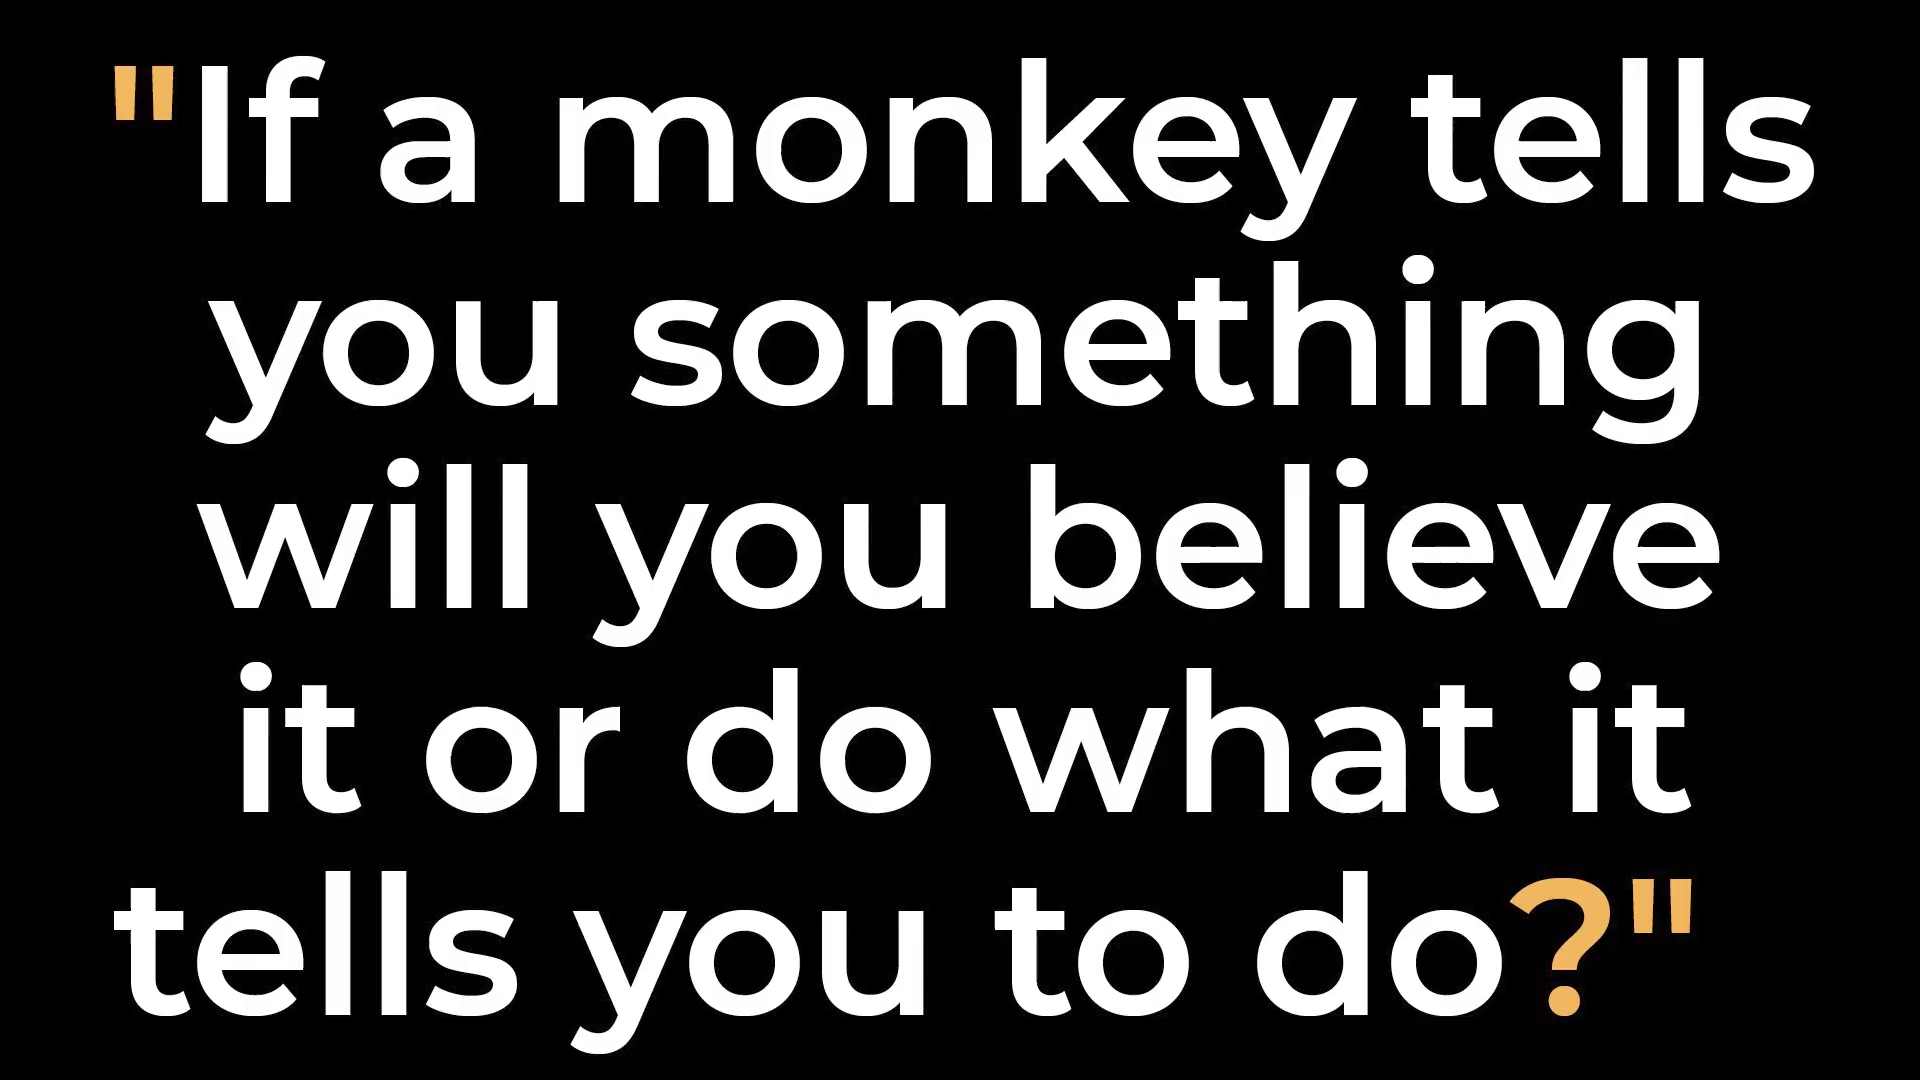 "If a monkey tells
you something
will you believe
it or do what it
tells you to do?"